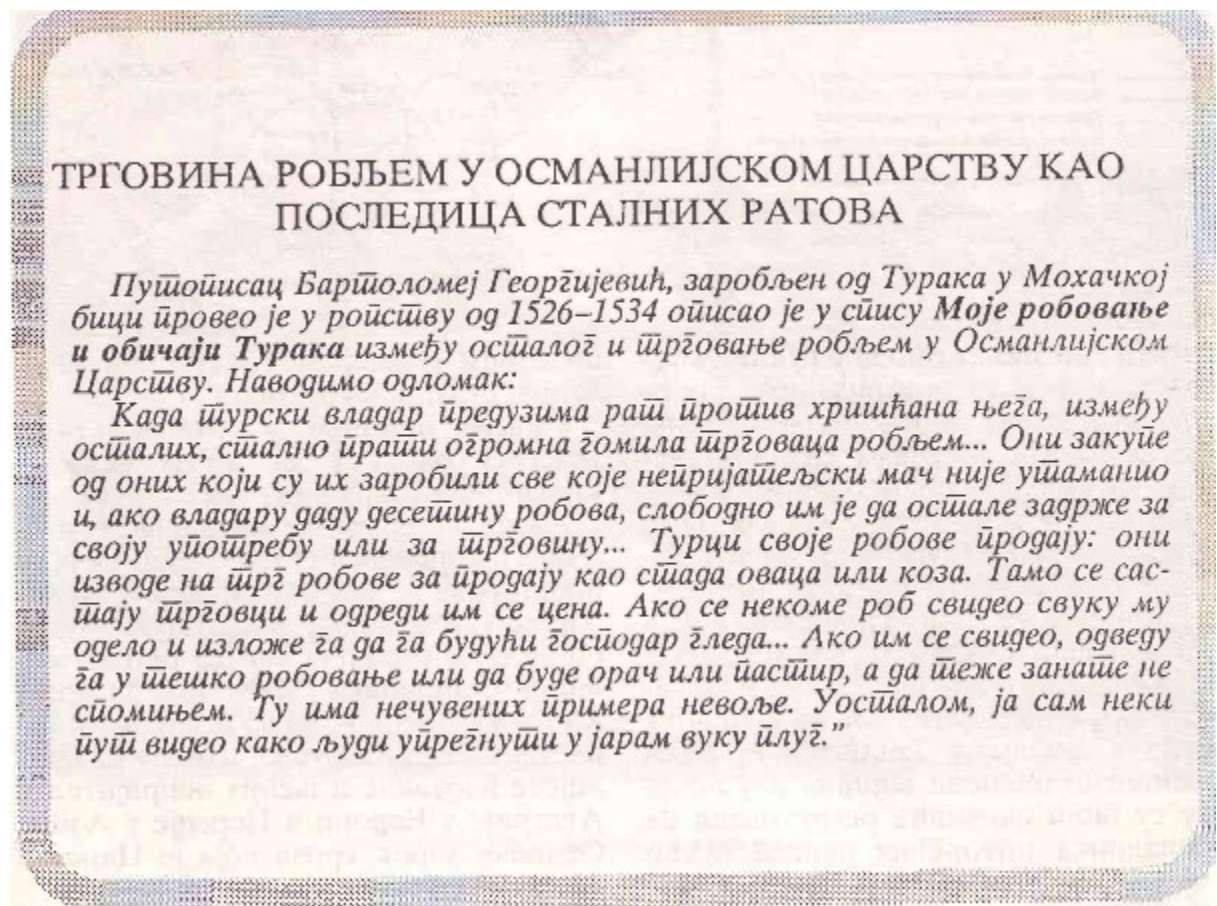 ТРГОВИНА РОБЉЕМ У ОСМАНЛИЈСКОМ ЦАРСТВУ КАО
ПОСЛЕДИЦА СТАЛНИХ РАТОВА
Путописац Бартоломеј Георгијевић, заробљен од Турака у Мохачкој
бици провео је у ропству од 1526–1534 описао је у спису Моје робовање
и обичаји Турака између осталог и трговање робљем у Османлијском
Царству. Наводимо одломак:
Када турски владар предузима рат против хришћана њега, између
осталих, стално прати огромна гомила трговаца робљем... Они закупе
од оних који су их заробили све које непријатељски мач није утаманио
и, ако владару даду десетину робова, слободно им је да остале задрже за
своју употребу или за трговину... Турци своје робове продају: они
изводе на трг робове за продају као стада оваца или коза. Тамо се сас-
тају трговци и одреди им се цена. Ако се некоме роб свидео свуку му
одело и изложе га да га будући господар гледа... Ако им се свидео, одведу
га у тешко робовање или да буде орач или пастир, а да теже занате не
спомињем. Ту има нечувених примера невоље. Уосталом, ја сам неки
пут видео како људи упрегнути у јарам вуку плуг.”